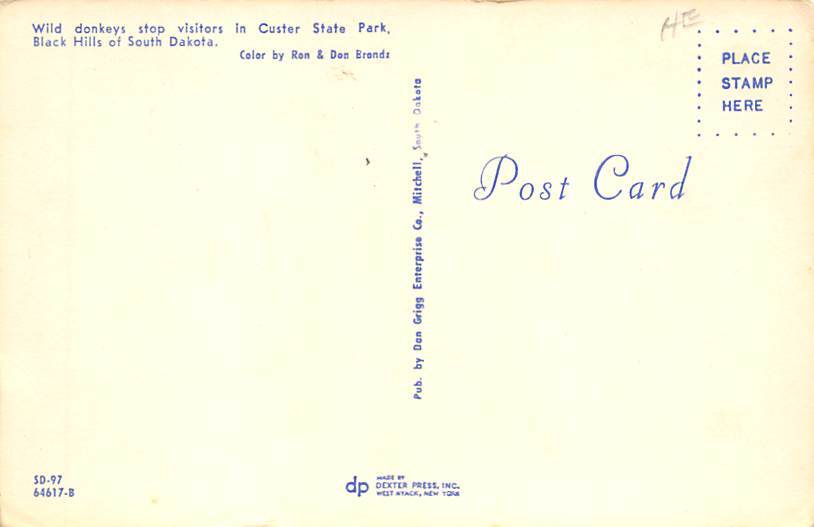 Wild donkeys stop visitors in Custer State Park,
Black Hills of South Dakota.
Color by Ron & Don Brondz
Pub. by Dan Grigg Enterprise Co., Mitchell, South Dakota
PLACE
STAMP
HERE
Post Card
SD-97
64617-B
dp
MADE BY
DEXTER PRESS, INC.
WEST NYACK, NEW YORK